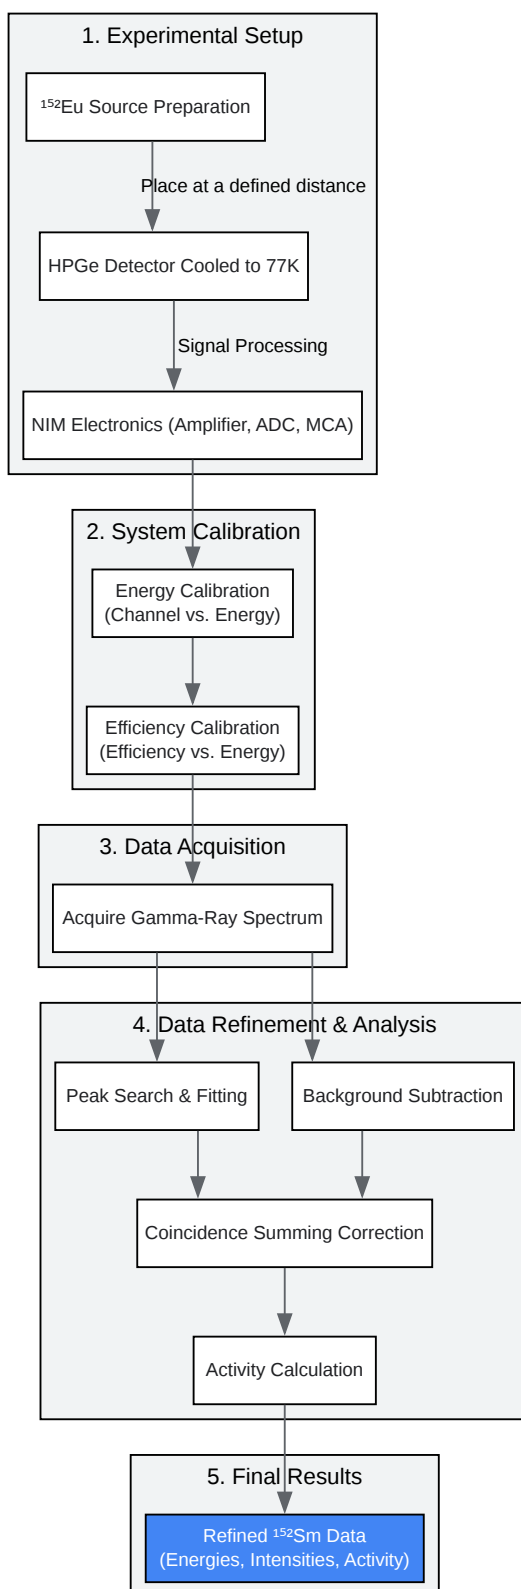 1. Experimental Setup
¹⁵²Eu Source Preparation
Place at a defined distance
HPGe Detector Cooled to 77K
Signal Processing
NIM Electronics (Amplifier, ADC, MCA)
2. System Calibration
Energy Calibration
(Channel vs. Energy)
Efficiency Calibration
(Efficiency vs. Energy)
3. Data Acquisition
Acquire Gamma-Ray Spectrum
4. Data Refinement & Analysis
Peak Search & Fitting
Background Subtraction
Coincidence Summing Correction
Activity Calculation
5. Final Results
Refined ¹⁵²Sm Data
(Energies, Intensities, Activity)